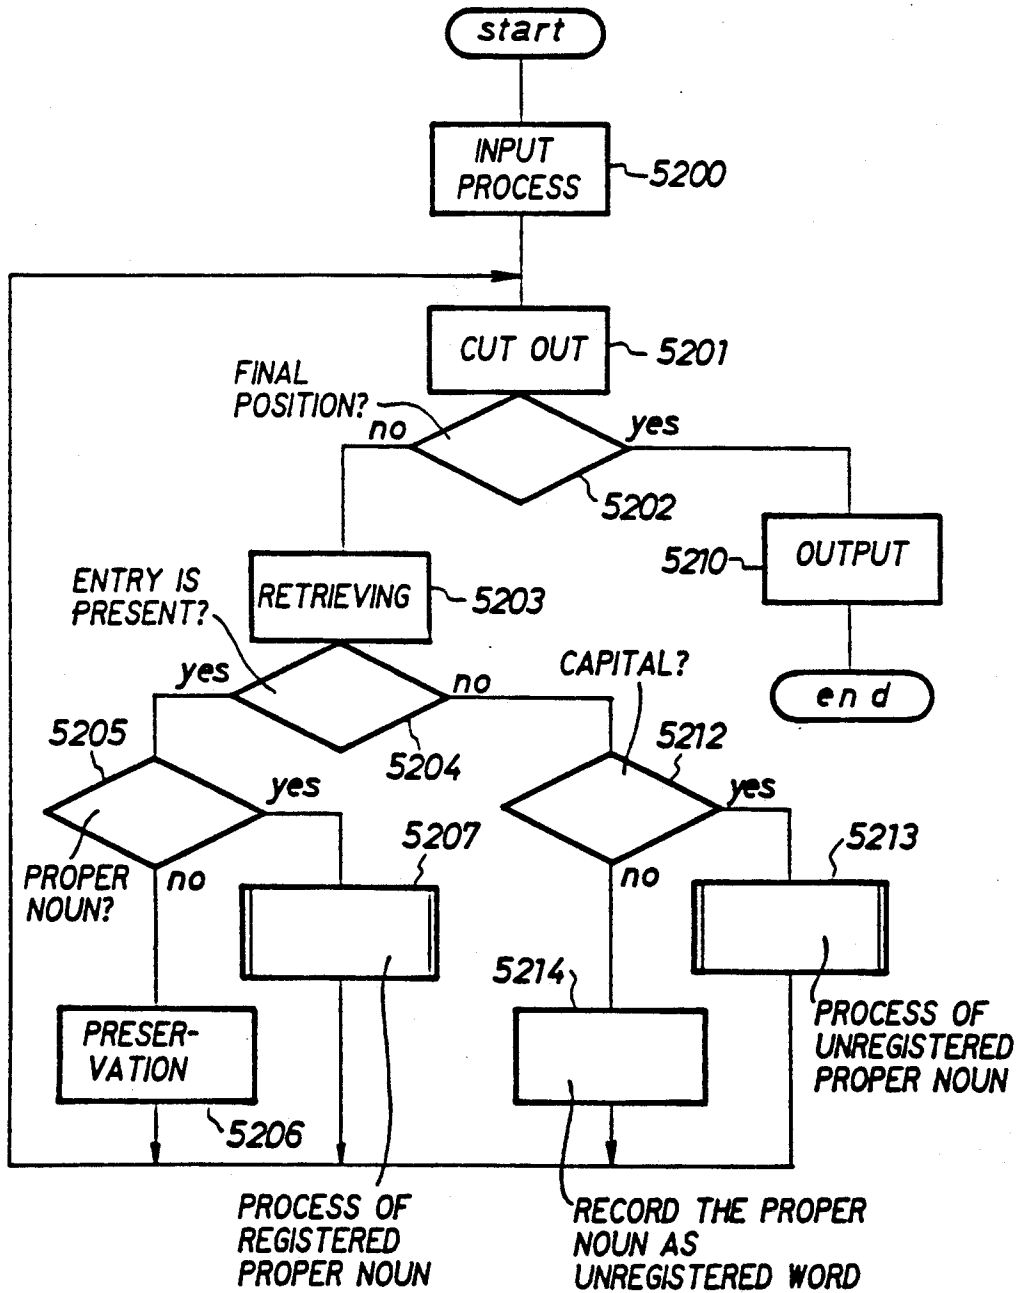 start
INPUT
PROCESS
5200
CUT OUT
5201
FINAL
POSITION?
no
yes
5202
OUTPUT
5210
end
RETRIEVING
5203
ENTRY IS
PRESENT?
yes
no
5204
CAPITAL?
5205
5212
yes
yes
PROPER
NOUN?
no
5207
no
5213
5214
PRESER-
VATION
5206
PROCESS OF
UNREGISTERED
PROPER NOUN
PROCESS OF
REGISTERED
PROPER NOUN
RECORD THE PROPER
NOUN AS
UNREGISTERED WORD